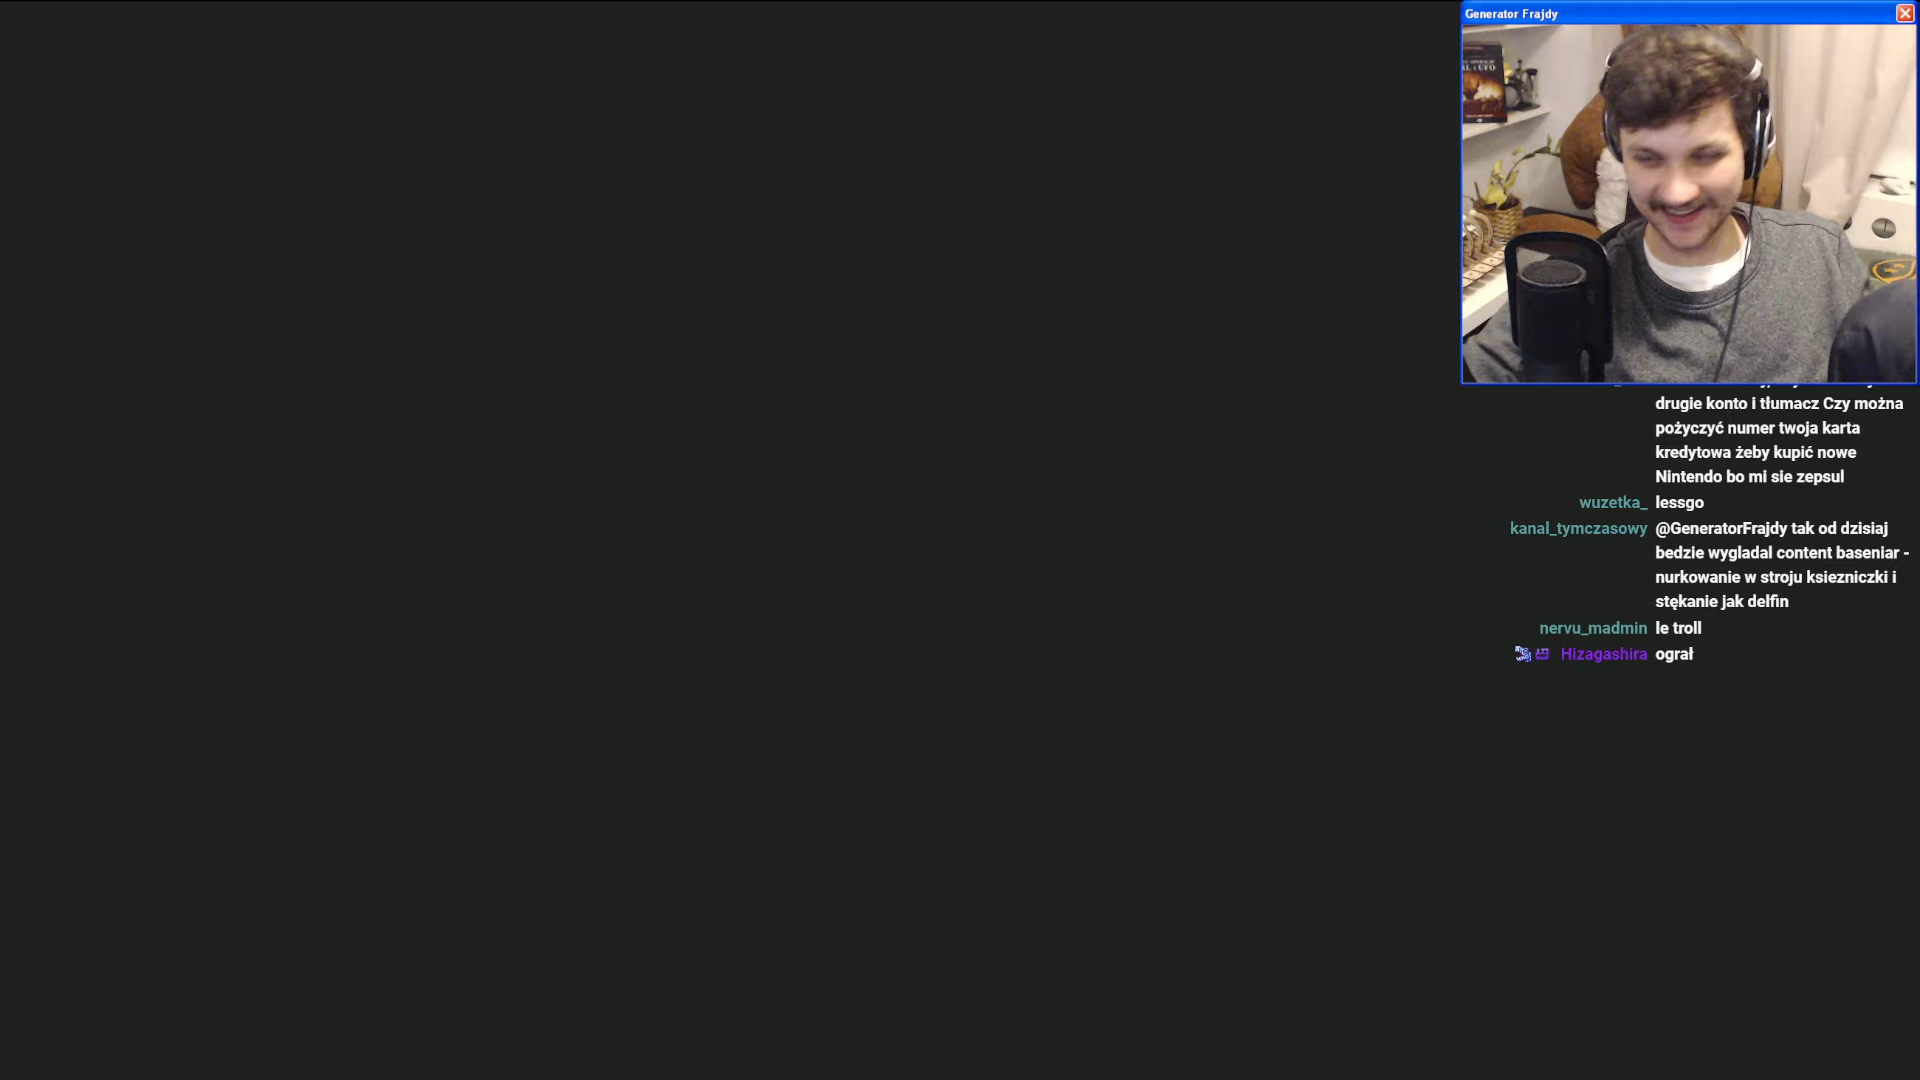 Generator Frajdy
drugie konto i tłumacz Czy można
pożyczyć numer twoja karta
kredytowa żeby kupić nowe
Nintendo bo mi sie zepsul
wuzetka_ lessgo
kanal_tymczasowy @GeneratorFrajdy tak od dzisiaj
bedzie wygladal content baseniar -
nurkowanie w stroju ksiezniczki i
stękanie jak delfin
nervu_madmin le troll
Hizagashira ograł